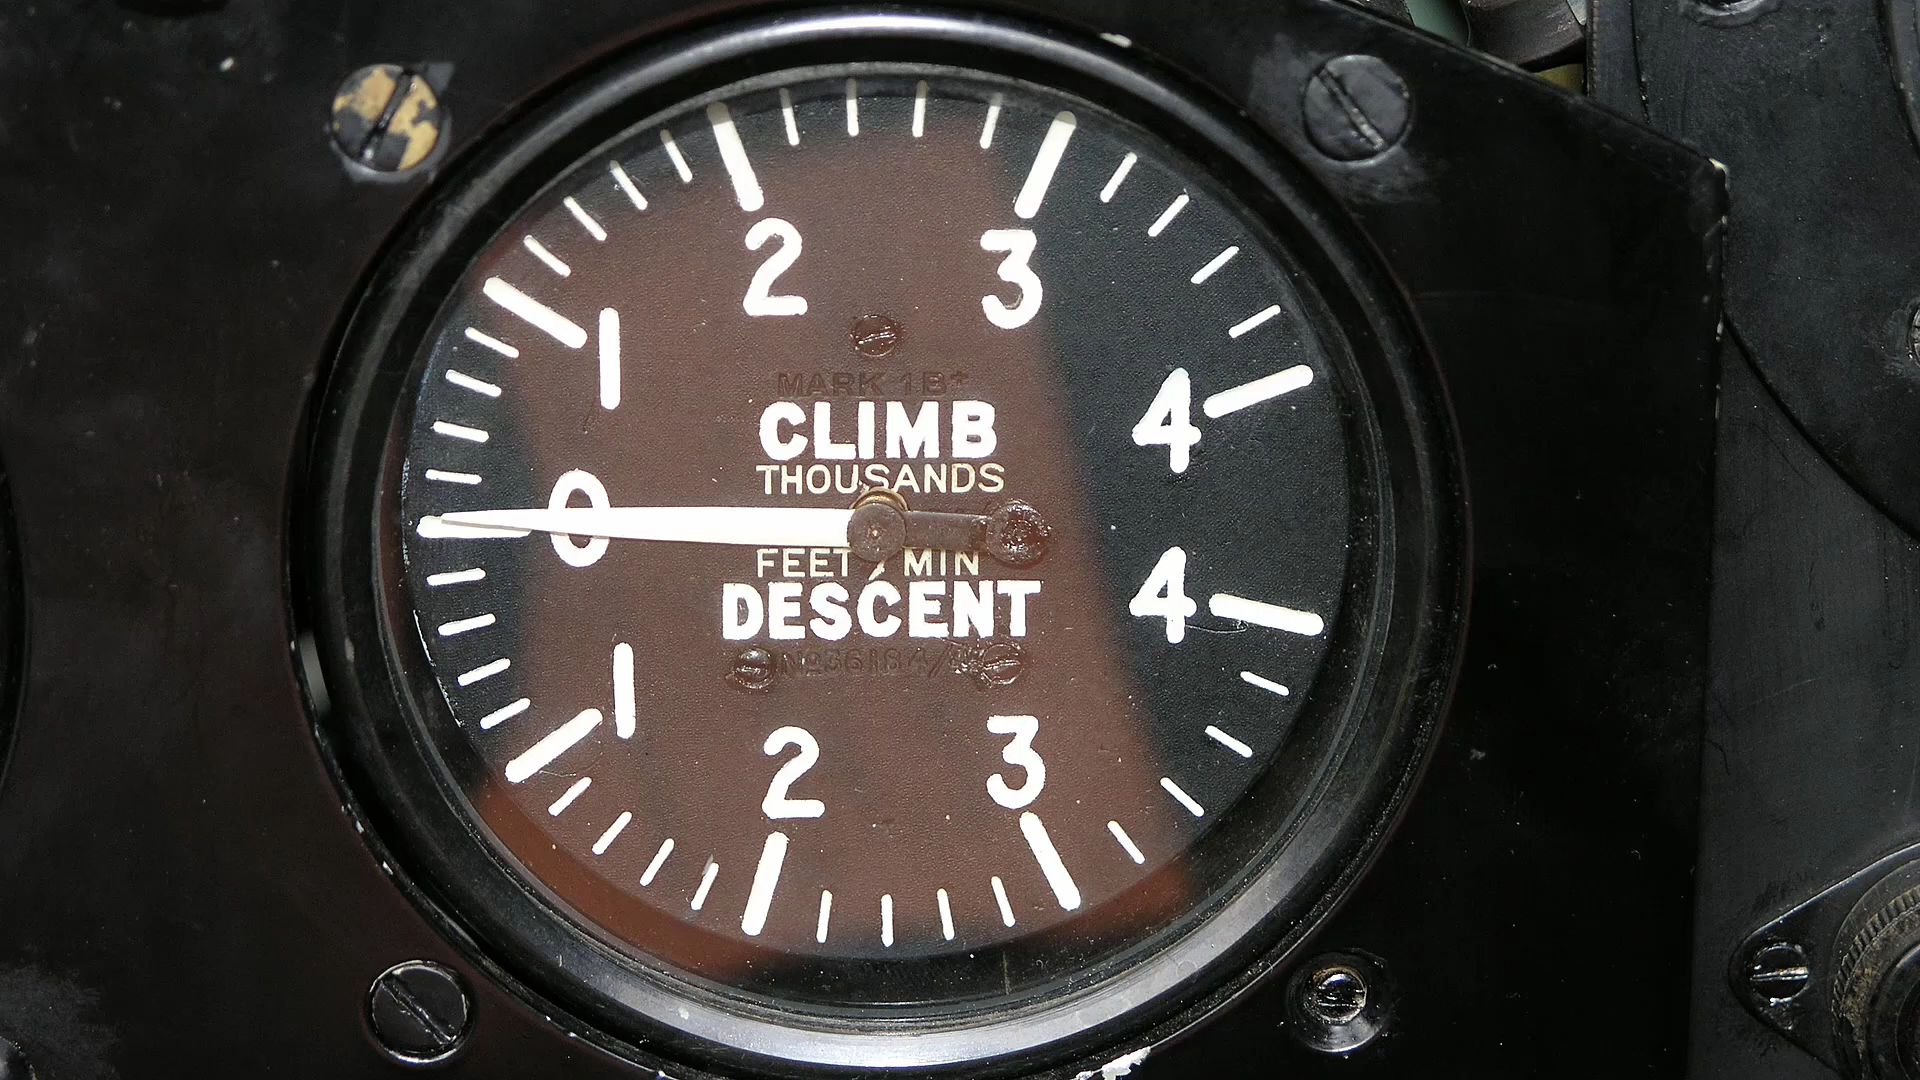 2 3
1
MARK 1B*
CLIMB
THOUSANDS
4
0
FEET / MIN
4
DESCENT
1
2 3